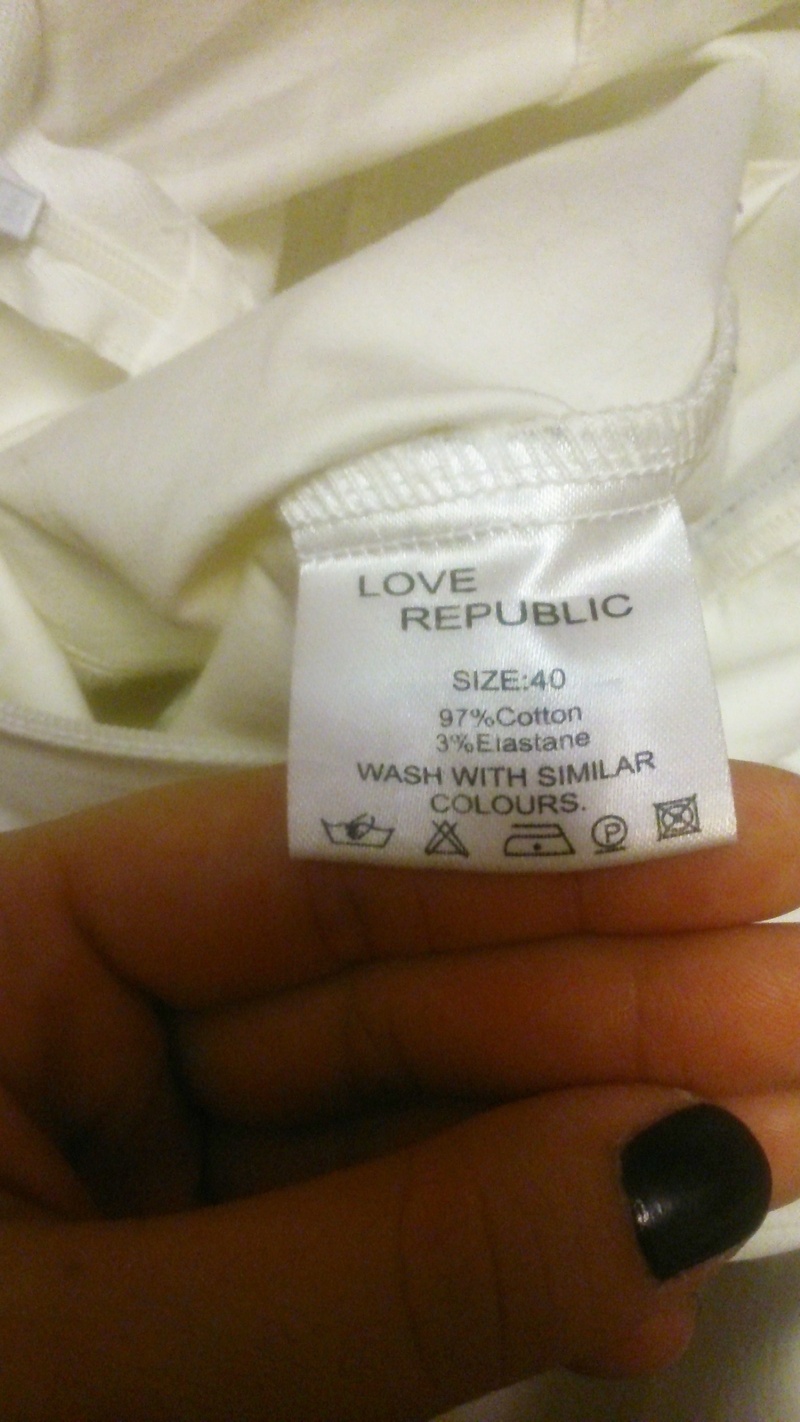 LOVE
REPUBLIC
SIZE:40
97%Cotton
3%Elastane
WASH WITH SIMILAR
COLOURS.
P